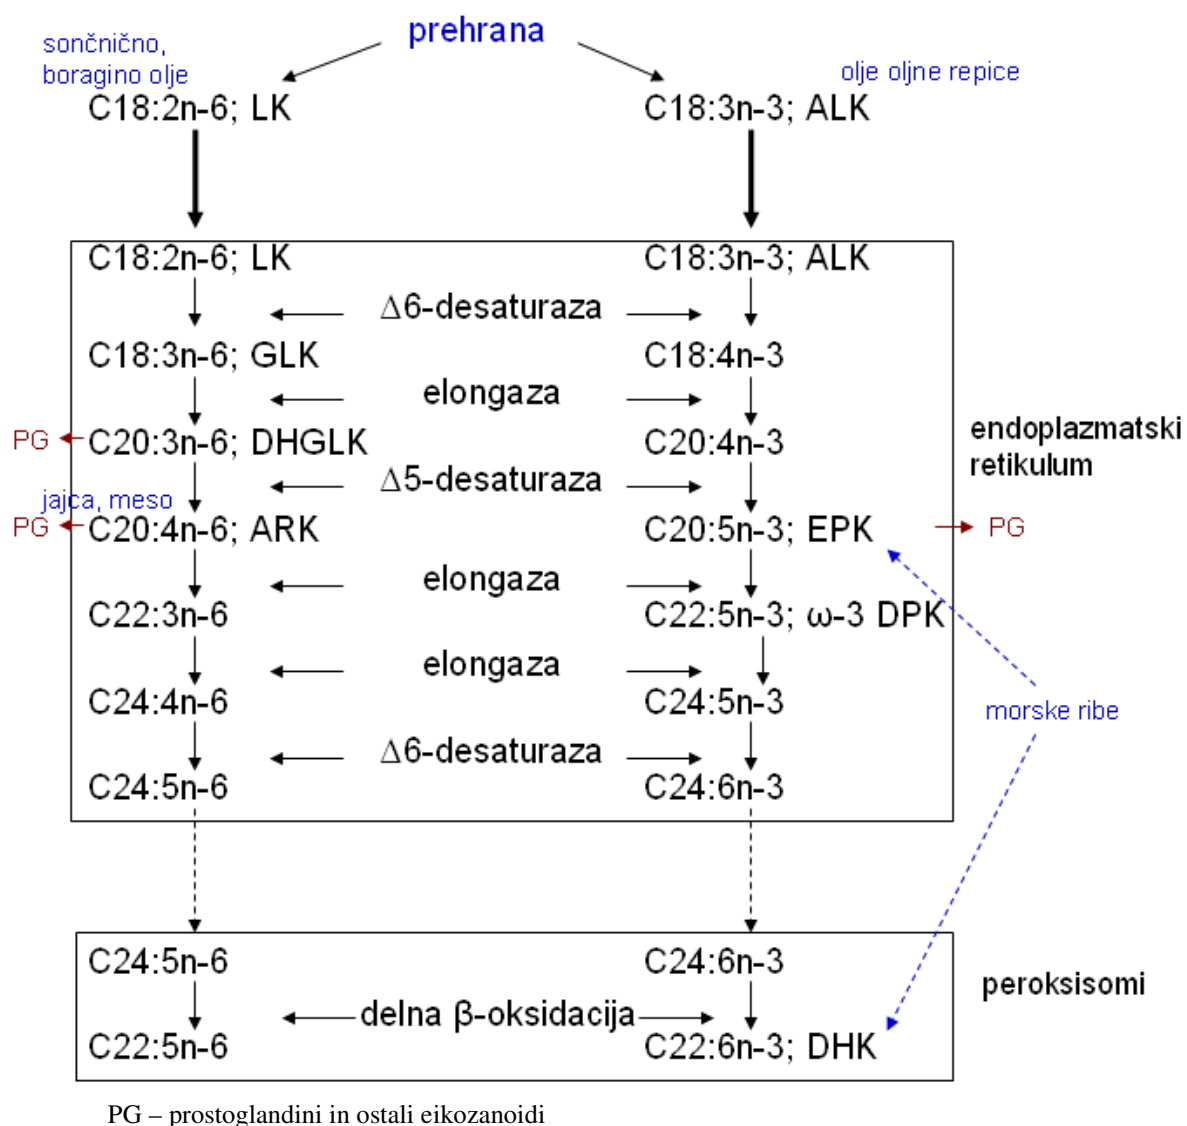 prehrana
sončnično,
boragino olje
olje oljne repice
C18:2n-6; LK
C18:3n-3; ALK
C18:2n-6; LK
C18:3n-3; ALK
Δ6-desaturaza
C18:3n-6; GLK
C18:4n-3
elongaza
PG
C20:3n-6; DHGLK
C20:4n-3
endoplazmatski
retikulum
Δ5-desaturaza
jajca, meso
PG
C20:4n-6; ARK
C20:5n-3; EPK
PG
elongaza
C22:3n-6
C22:5n-3; ω-3 DPK
elongaza
C24:4n-6
C24:5n-3
morske ribe
Δ6-desaturaza
C24:5n-6
C24:6n-3
C24:5n-6
C24:6n-3
peroksisomi
delna β-oksidacija
C22:5n-6
C22:6n-3; DHK
PG – prostoglandini in ostali eikozanoidi